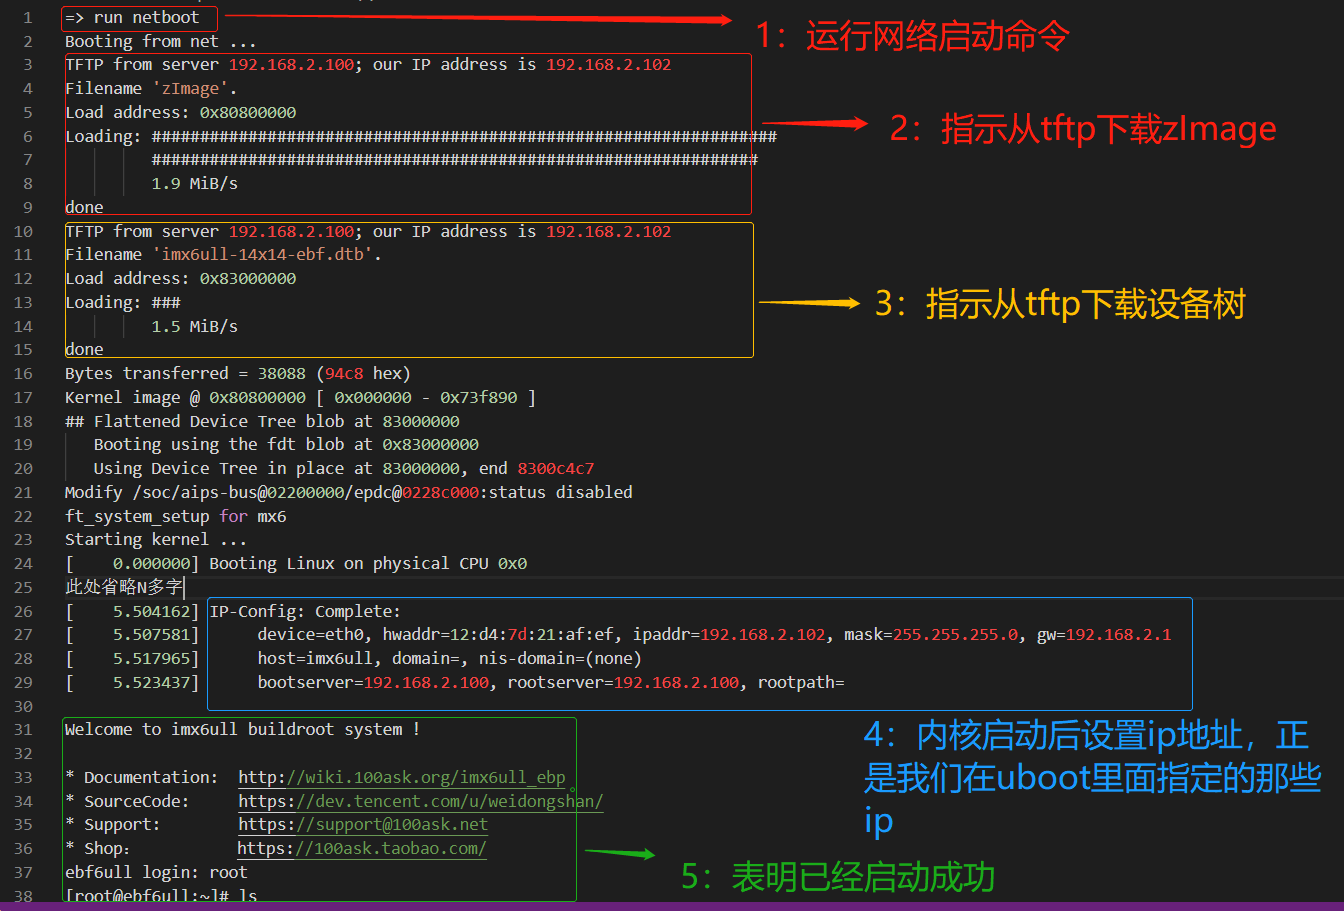 1 => run netboot
1：运行网络启动命令
2 Booting from net ...
3 TFTP from server 192.168.2.100; our IP address is 192.168.2.102
4 Filename 'zImage'.
5 Load address: 0x80800000
6 Loading: #################################################################
2：指示从tftp下载zImage
7 ###############################################################
8 1.9 MiB/s
9 done
10 TFTP from server 192.168.2.100; our IP address is 192.168.2.102
11 Filename 'imx6ull-14x14-ebf.dtb'.
12 Load address: 0x83000000
13 Loading: ###
3：指示从tftp下载设备树
14 1.5 MiB/s
15 done
16 Bytes transferred = 38088 (94c8 hex)
17 Kernel image @ 0x80800000 [ 0x000000 - 0x73f890 ]
18 ## Flattened Device Tree blob at 83000000
19 Booting using the fdt blob at 0x83000000
20 Using Device Tree in place at 83000000, end 8300c4c7
21 Modify /soc/aips-bus@02200000/epdc@0228c000:status disabled
22 ft_system_setup for mx6
23 Starting kernel ...
24 [    0.000000] Booting Linux on physical CPU 0x0
25 此处省略N多字
26 [    5.504162] IP-Config: Complete:
27 [    5.507581]      device=eth0, hwaddr=12:d4:7d:21:af:ef, ipaddr=192.168.2.102, mask=255.255.255.0, gw=192.168.2.1
28 [    5.517965]      host=imx6ull, domain=, nis-domain=(none)
29 [    5.523437]      bootserver=192.168.2.100, rootserver=192.168.2.100, rootpath=
30
31 Welcome to imx6ull buildroot system !
4：内核启动后设置ip地址，正
是我们在uboot里面指定的那些
ip
32
33 * Documentation:  http://wiki.100ask.org/imx6ull_ebp 。
34 * SourceCode:     https://dev.tencent.com/u/weidongshan/
35 * Support:        https://support@100ask.net
36 * Shop：          https://100ask.taobao.com/
37 ebf6ull login: root
5：表明已经启动成功
38 [root@ebf6ull:~]# ls